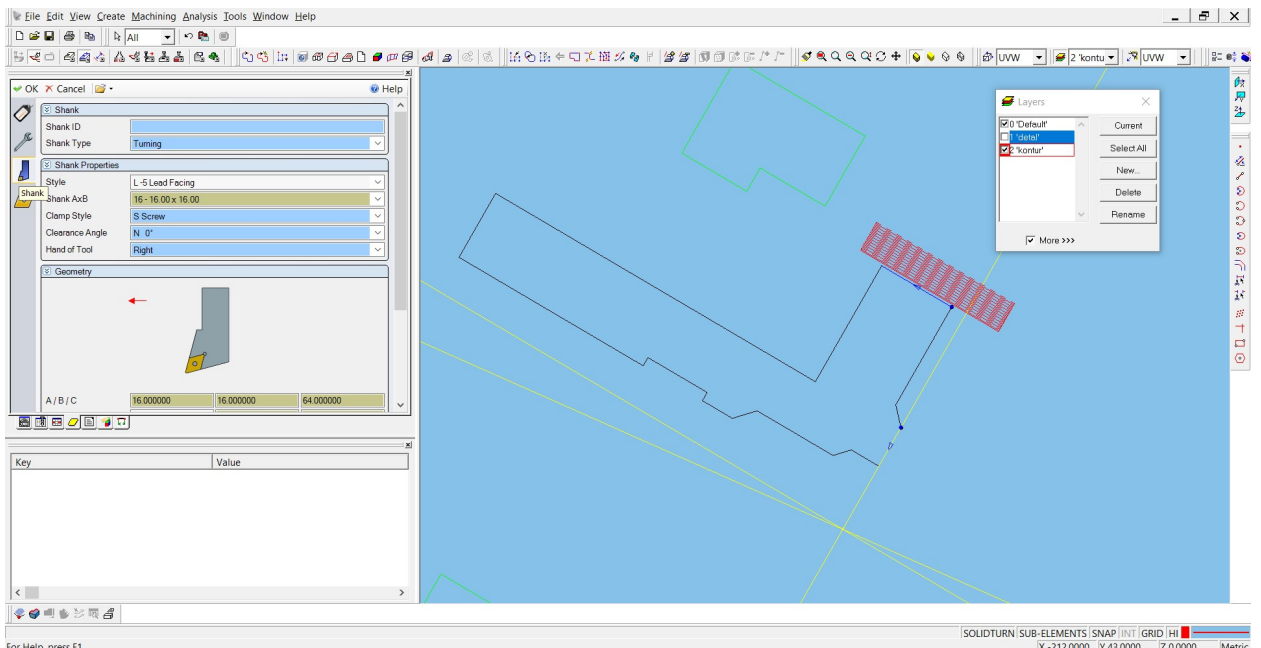 File Edit View Create Machining Analysis Tools Window Help
All
UVW 2 'kontu UVW
OK Cancel Help
Shank
Shank ID
Shank Type Turning
Shank Properties
Style L -5 Lead Facing
Shank AxB 16 - 16.00 x 16.00
Clamp Style S Screw
Clearance Angle N 0°
Hand of Tool Right
Shank
Geometry
A / B / C 16.000000 16.000000 64.000000
Key Value
Layers
0 'Default' Current
1 'detal'
2 'kontur' Select All
New...
Delete
Rename
More >>>
SOLIDTURN SUB-ELEMENTS SNAP INT GRID HI
For Help, press F1 X -212.0000 Y 43.0000 Z 0.0000 Metric